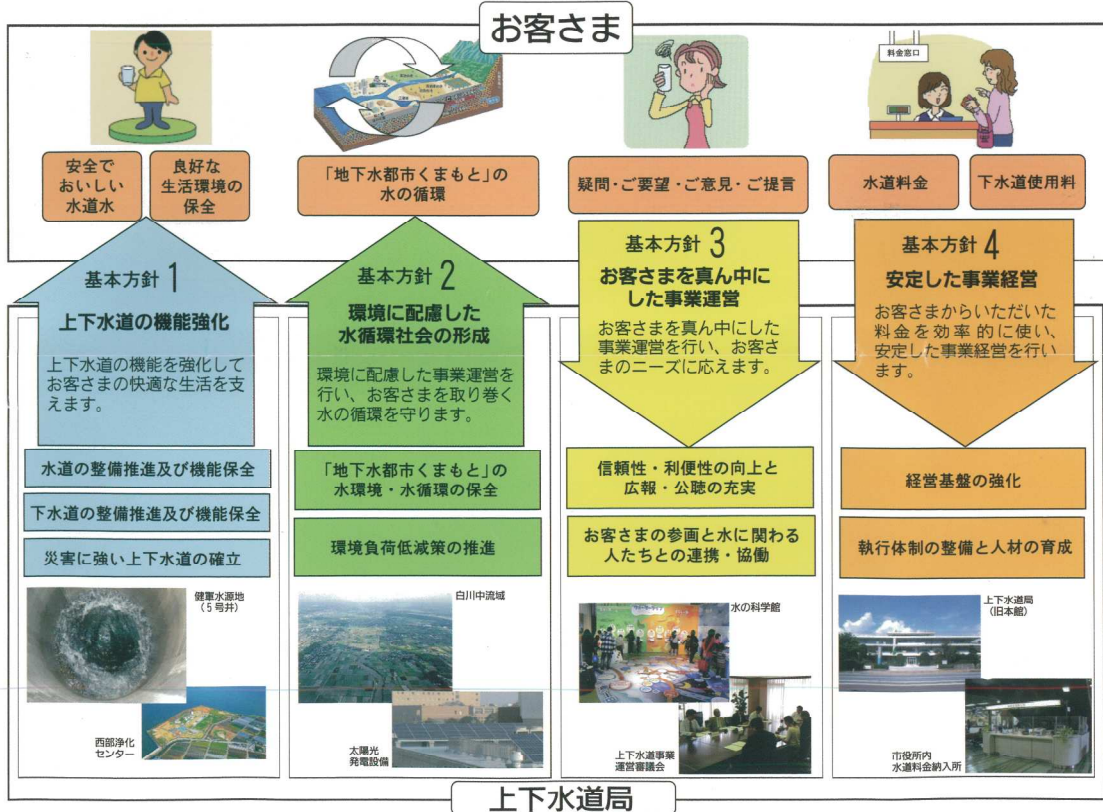 お客さま
料金窓口
安全で
おいしい
水道水
良好な
生活環境の
保全
「地下水都市くまもと」の
水の循環
疑問・ご要望・ご意見・ご提言
水道料金
下水道使用料
基本方針 1
上下水道の機能強化
上下水道の機能を強化して
お客さまの快適な生活を支
えます。
水道の整備推進及び機能保全
下水道の整備推進及び機能保全
災害に強い上下水道の確立
健軍水源地
（5号井）
西部浄化
センター
基本方針 2
環境に配慮した
水循環社会の形成
環境に配慮した事業運営を
行い、お客さまを取り巻く
水の循環を守ります。
「地下水都市くまもと」の
水環境・水循環の保全
環境負荷低減策の推進
白川中流域
太陽光
発電設備
基本方針 3
お客さまを真ん中に
した事業運営
お客さまを真ん中にした
事業運営を行い、お客さ
まのニーズに応えます。
信頼性・利便性の向上と
広報・公聴の充実
お客さまの参画と水に関わる
人たちとの連携・協働
水の科学館
上下水道事業
運営審議会
基本方針 4
安定した事業経営
お客さまからいただいた
料金を効率的に使い、
安定した事業経営を行い
ます。
経営基盤の強化
執行体制の整備と人材の育成
上下水道局
（旧本館）
市役所内
水道料金納入所
上下水道局